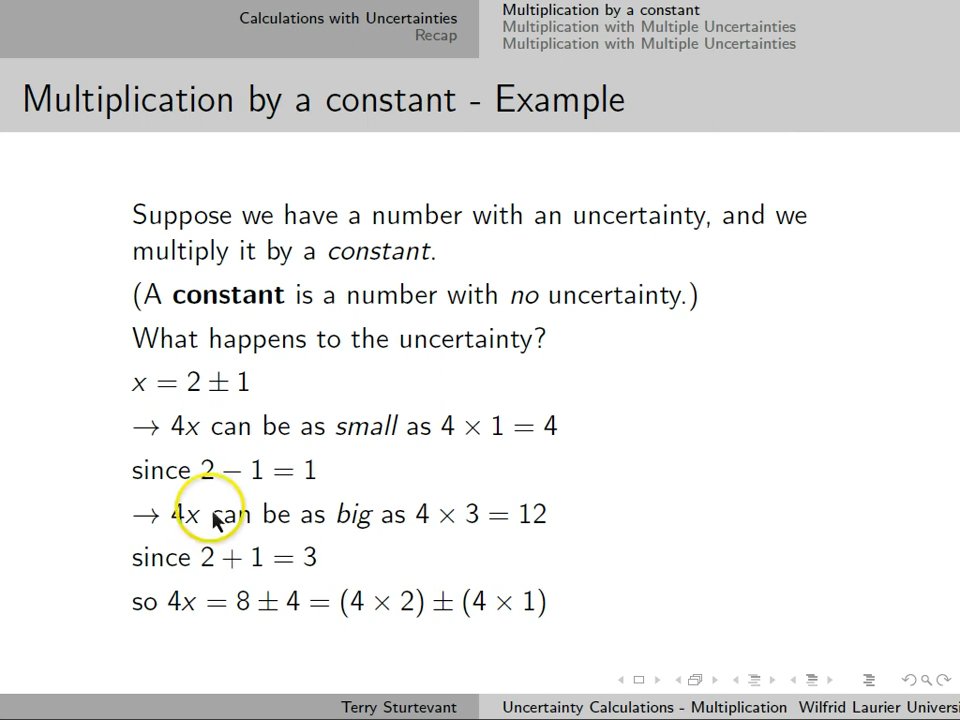 Calculations with Uncertainties
Recap
Multiplication by a constant
Multiplication with Multiple Uncertainties
Multiplication with Multiple Uncertainties
Multiplication by a constant - Example
Suppose we have a number with an uncertainty, and we
multiply it by a constant.
(A constant is a number with no uncertainty.)
What happens to the uncertainty?
x = 2 ± 1
→ 4x can be as small as 4 × 1 = 4
since 2 − 1 = 1
→ 4x can be as big as 4 × 3 = 12
since 2 + 1 = 3
so 4x = 8 ± 4 = (4 × 2) ± (4 × 1)
Terry Sturtevant
Uncertainty Calculations - Multiplication Wilfrid Laurier Universi